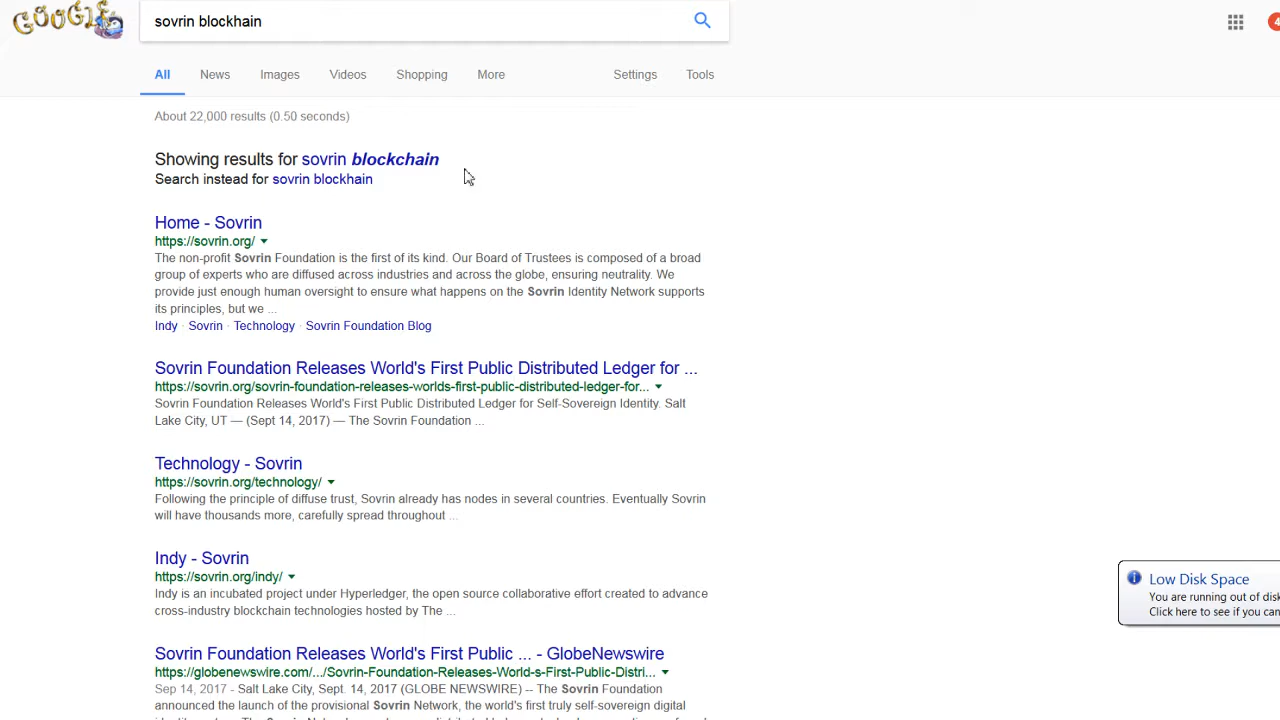 Google
sovrin blockhain
4
All News Images Videos Shopping More Settings Tools
About 22,000 results (0.50 seconds)
Showing results for sovrin blockchain
Search instead for sovrin blockhain
Home - Sovrin
https://sovrin.org/
The non-profit Sovrin Foundation is the first of its kind. Our Board of Trustees is composed of a broad
group of experts who are diffused across industries and across the globe, ensuring neutrality. We
provide just enough human oversight to ensure what happens on the Sovrin Identity Network supports
its principles, but we ...
Indy · Sovrin · Technology · Sovrin Foundation Blog
Sovrin Foundation Releases World's First Public Distributed Ledger for ...
https://sovrin.org/sovrin-foundation-releases-worlds-first-public-distributed-ledger-for...
Sovrin Foundation Releases World's First Public Distributed Ledger for Self-Sovereign Identity. Salt
Lake City, UT — (Sept 14, 2017) — The Sovrin Foundation ...
Technology - Sovrin
https://sovrin.org/technology/
Following the principle of diffuse trust, Sovrin already has nodes in several countries. Eventually Sovrin
will have thousands more, carefully spread throughout ...
Indy - Sovrin
https://sovrin.org/indy/
Indy is an incubated project under Hyperledger, the open source collaborative effort created to advance
cross-industry blockchain technologies hosted by The ...
Low Disk Space
You are running out of disk
Click here to see if you can
Sovrin Foundation Releases World's First Public ... - GlobeNewswire
https://globenewswire.com/.../Sovrin-Foundation-Releases-World-s-First-Public-Distri...
Sep 14, 2017 - Salt Lake City, Sept. 14, 2017 (GLOBE NEWSWIRE) -- The Sovrin Foundation
announced the launch of the provisional Sovrin Network, the world's first truly self-sovereign digital